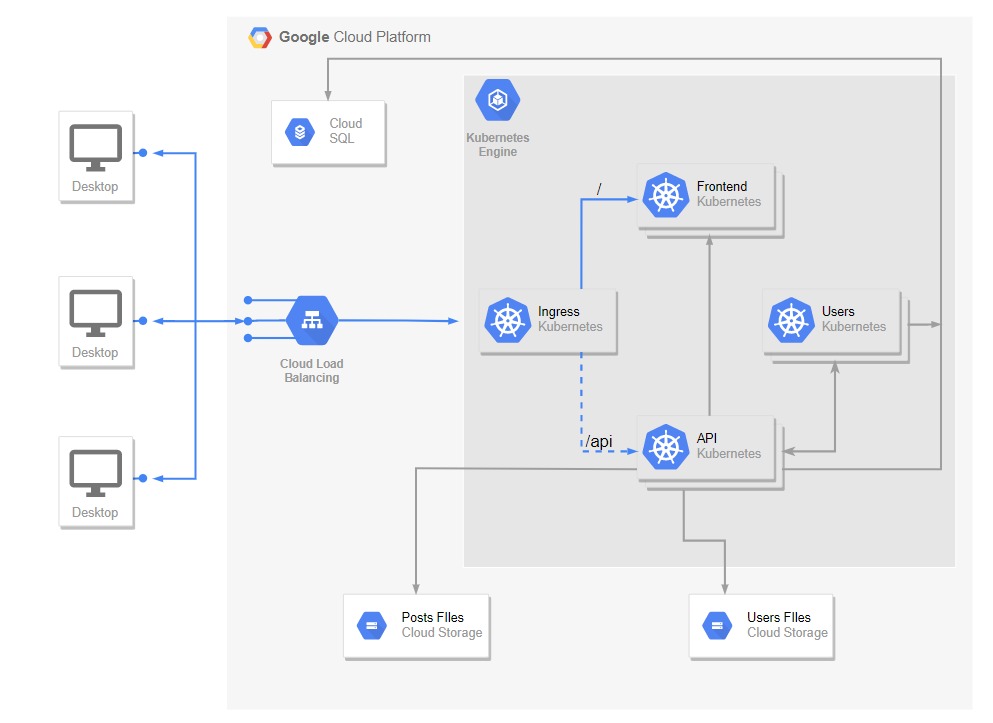 Google Cloud Platform
Cloud
SQL
Kubernetes
Engine
Desktop
/
Frontend
Kubernetes
Ingress
Kubernetes
Users
Kubernetes
Desktop
Cloud Load
Balancing
/api
API
Kubernetes
Desktop
Posts FIles
Cloud Storage
Users FIles
Cloud Storage